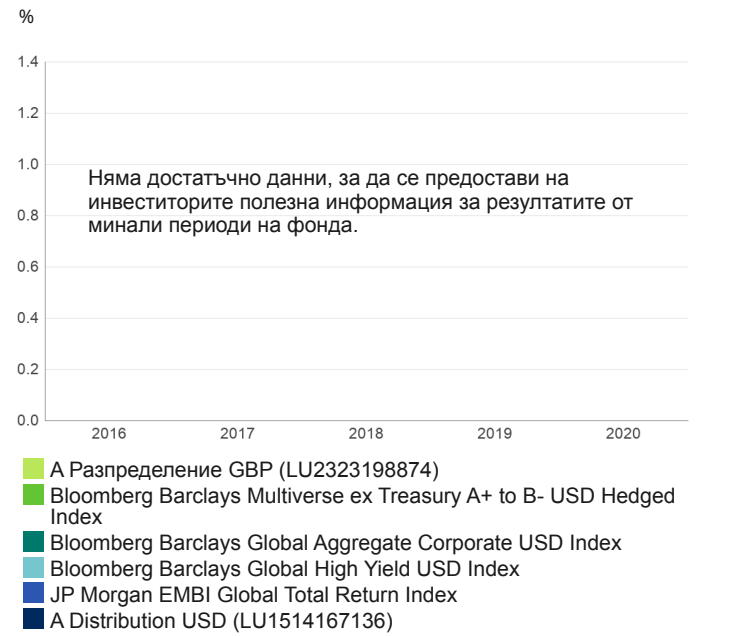 %
1.4
1.2
1.0
Няма достатъчно данни, за да се предостави на
инвеститорите полезна информация за резултатите от
0.8
минали периоди на фонда.
0.6
0.4
0.2
0.0
2016 2017 2018 2019 2020
А Разпределение GBP (LU2323198874)
Bloomberg Barclays Multiverse ex Treasury A+ to B- USD Hedged
Index
Bloomberg Barclays Global Aggregate Corporate USD Index
Bloomberg Barclays Global High Yield USD Index
JP Morgan EMBI Global Total Return Index
A Distribution USD (LU1514167136)